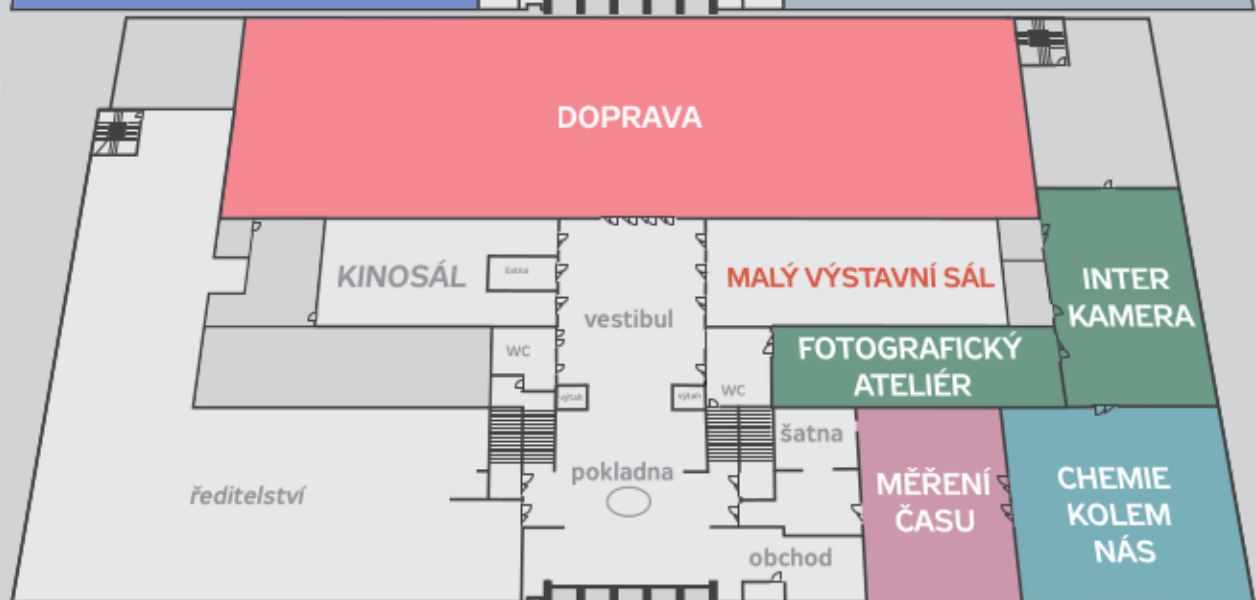 DOPRAVA
KINOSÁL
šatna
MALÝ VÝSTAVNÍ SÁL
INTER
KAMERA
vestibul
wc
FOTOGRAFICKÝ
ATELIÉR
výtah
výtah
wc
šatna
pokladna
ředitelství
MĚŘENÍ
ČASU
CHEMIE
KOLEM
NÁS
obchod